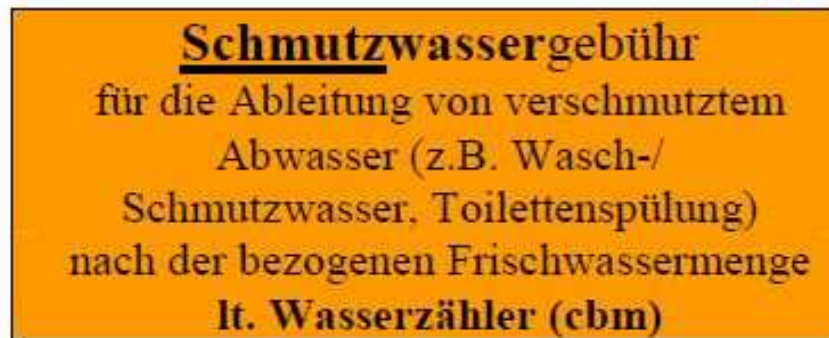 Schmutzwassergebühr
für die Ableitung von verschmutztem
Abwasser (z.B. Wasch-/
Schmutzwasser, Toilettenspülung)
nach der bezogenen Frischwassermenge
lt. Wasserzähler (cbm)